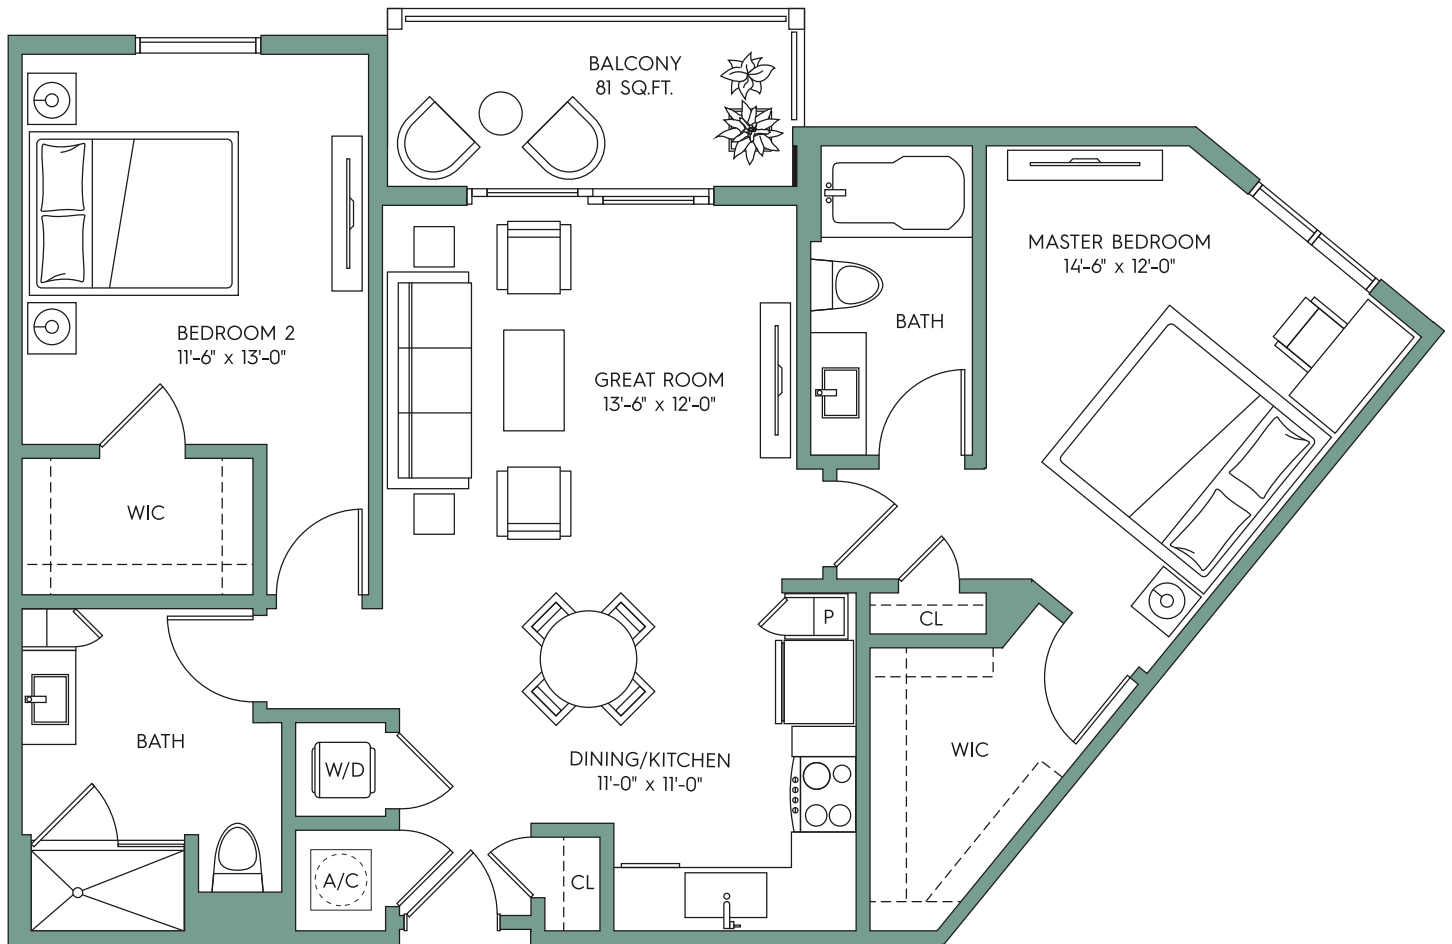 BALCONY
81 SQ.FT.
MASTER BEDROOM
14'-6" x 12'-0"
BEDROOM 2
11'-6" x 13'-0"
BATH
GREAT ROOM
13'-6" x 12'-0"
WIC
P
CL
BATH
W/D
DINING/KITCHEN
11'-0" x 11'-0"
WIC
A/C
CL